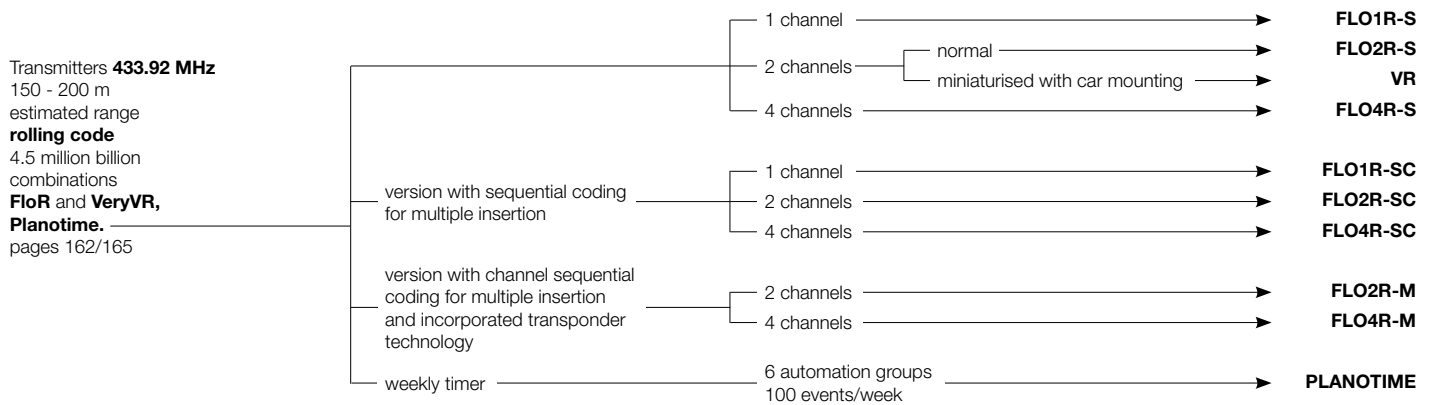 Transmitters 433.92 MHz
150 - 200 m
estimated range
rolling code
4.5 million billion
combinations
FloR and VeryVR,
Planotime.
pages 162/165
1 channel
FLO1R-S
2 channels
normal
FLO2R-S
miniaturised with car mounting
VR
4 channels
FLO4R-S
version with sequential coding
for multiple insertion
1 channel
FLO1R-SC
2 channels
FLO2R-SC
4 channels
FLO4R-SC
version with channel sequential
coding for multiple insertion
and incorporated transponder
technology
2 channels
FLO2R-M
4 channels
FLO4R-M
weekly timer
6 automation groups
100 events/week
PLANOTIME